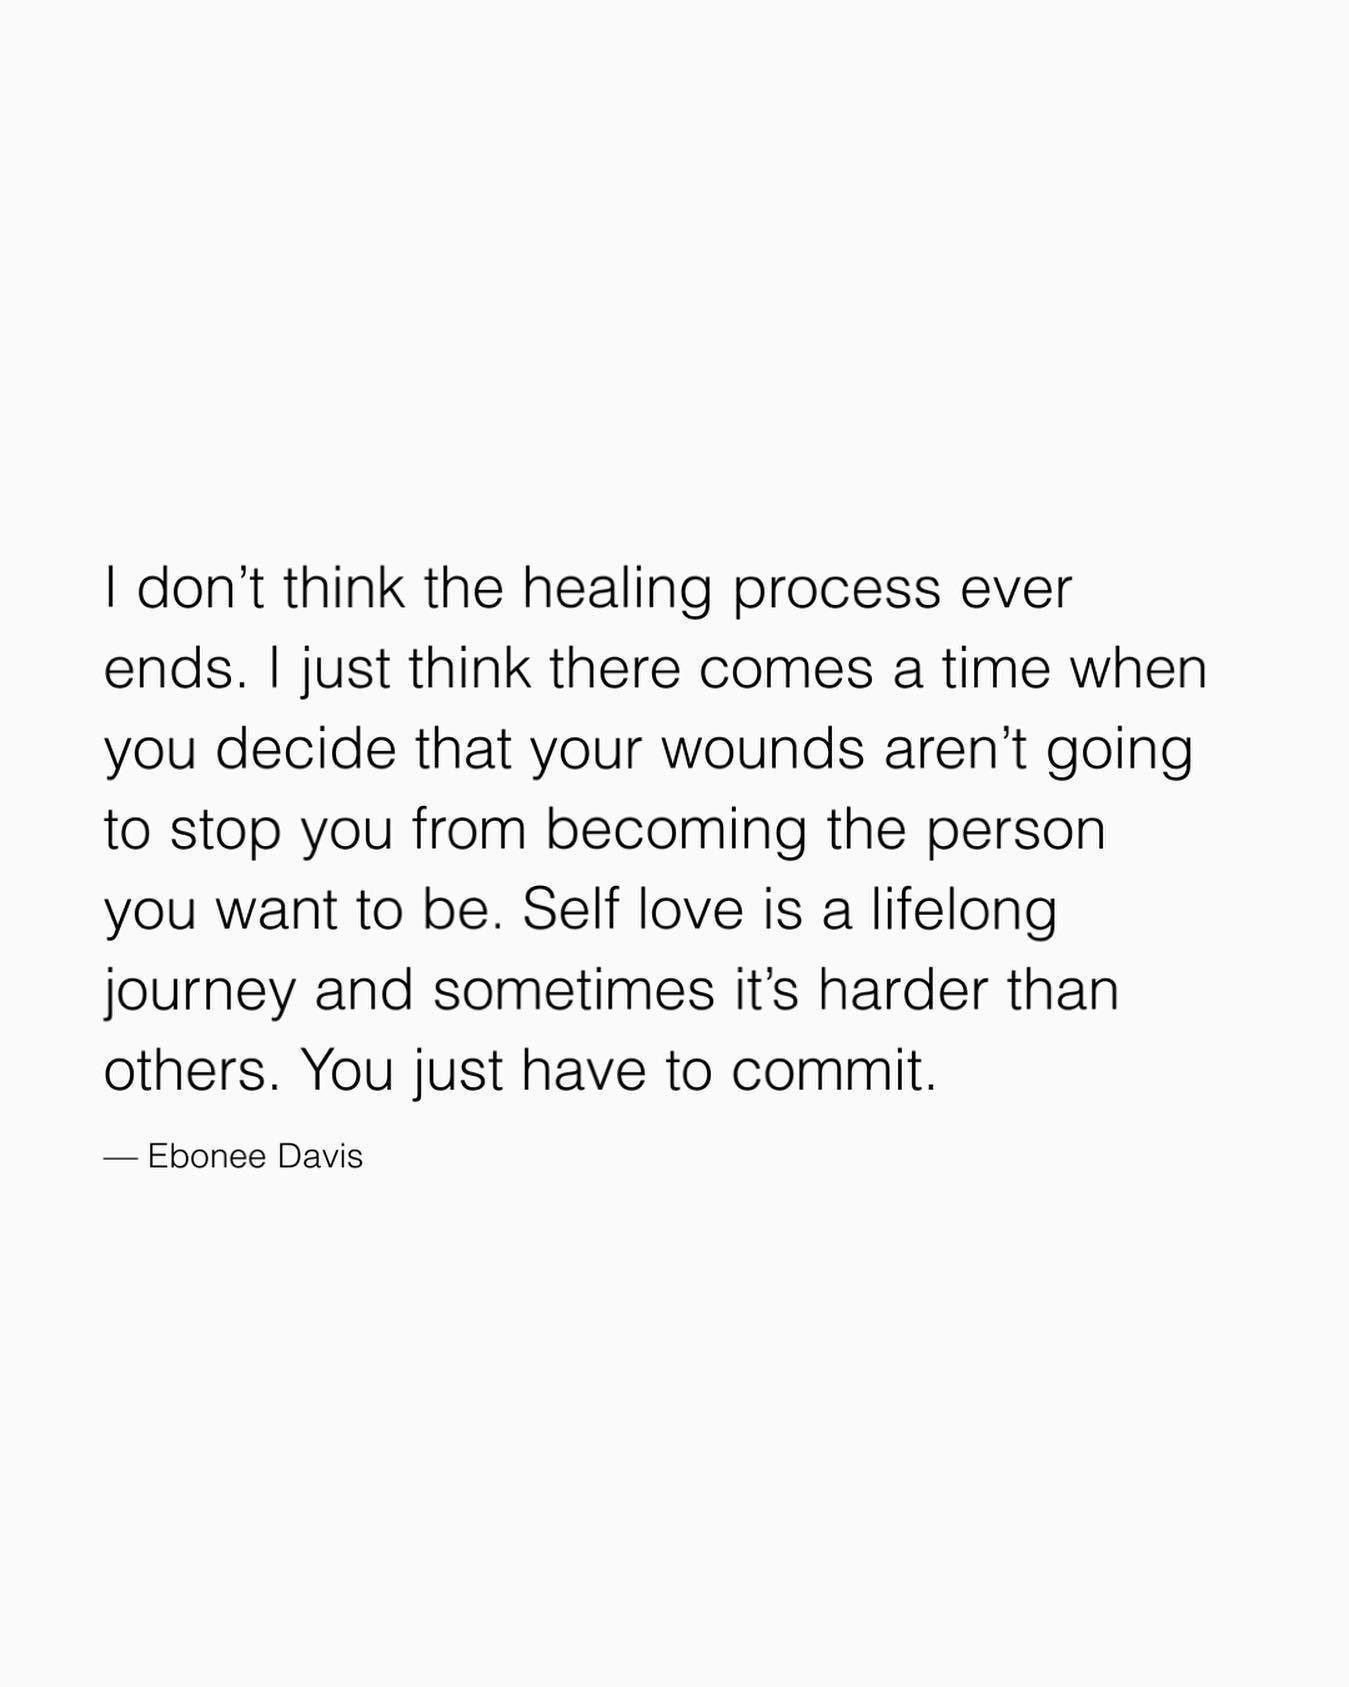 I don’t think the healing process ever
ends. I just think there comes a time when
you decide that your wounds aren’t going
to stop you from becoming the person
you want to be. Self love is a lifelong
journey and sometimes it’s harder than
others. You just have to commit.
— Ebonee Davis